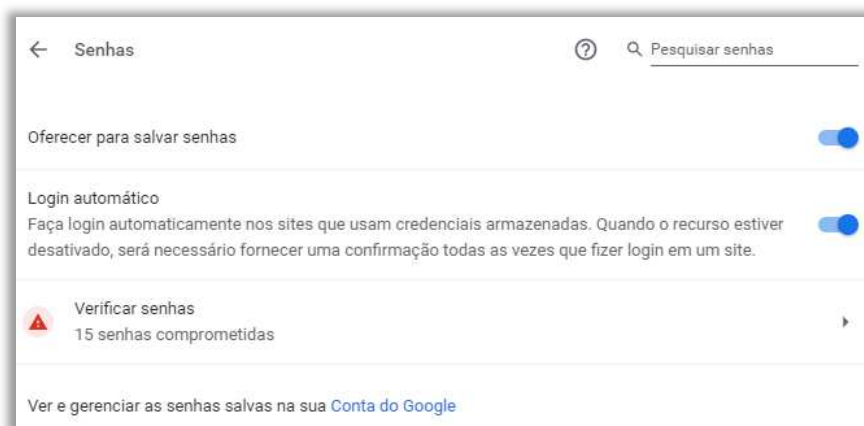 Senhas
Pesquisar senhas
Oferecer para salvar senhas
Login automático
Faça login automaticamente nos sites que usam credenciais armazenadas. Quando o recurso estiver
desativado, será necessário fornecer uma confirmação todas as vezes que fizer login em um site.
Verificar senhas
15 senhas comprometidas
Ver e gerenciar as senhas salvas na sua Conta do Google